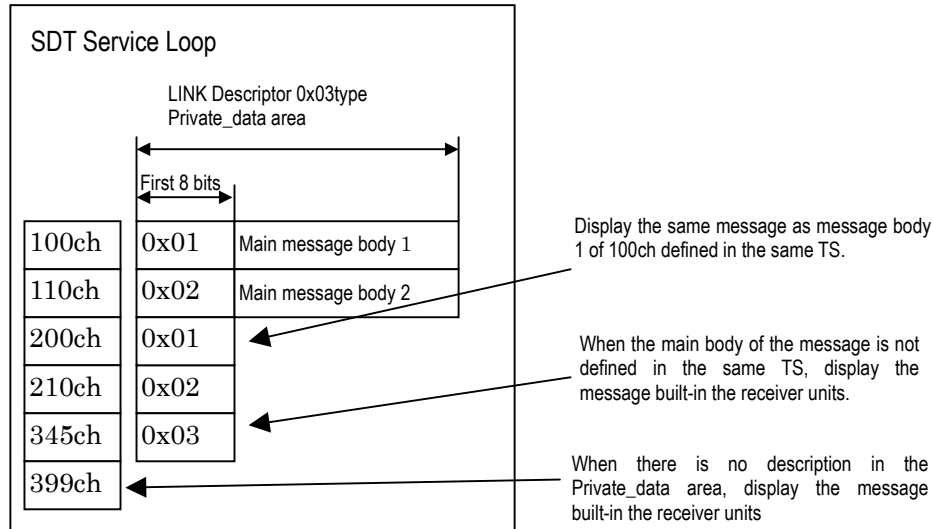 SDT Service Loop
LINK Descriptor 0x03type
Private_data area
First 8 bits
100ch 0x01 Main message body 1
110ch 0x02 Main message body 2
200ch 0x01
210ch 0x02
345ch 0x03
399ch
Display the same message as message body
1 of 100ch defined in the same TS.
When the main body of the message is not
defined in the same TS, display the
message built-in the receiver units.
When there is no description in the
Private_data area, display the message
built-in the receiver units